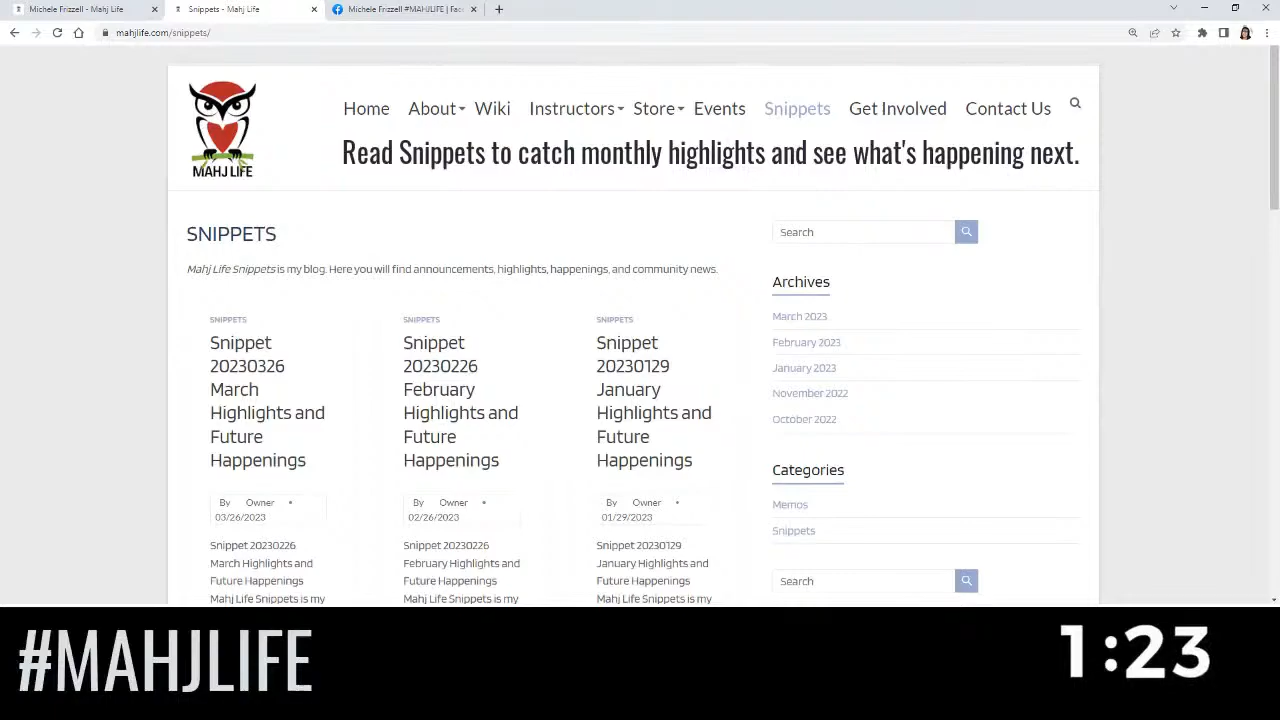 Michele Frizzell - Mahj Life
Snippets - Mahj Life
Michele Frizzell #MAHJLIFE | Fac
mahjlife.com/snippets/
MAHJ LIFE
Home About Wiki Instructors Store Events Snippets Get Involved Contact Us
Read Snippets to catch monthly highlights and see what's happening next.
SNIPPETS
Mahj Life Snippets is my blog. Here you will find announcements, highlights, happenings, and community news.
SNIPPETS
Snippet
20230326
March
Highlights and
Future
Happenings
By Owner •
03/26/2023
Snippet 20230226
March Highlights and
Future Happenings
Mahj Life Snippets is my
SNIPPETS
Snippet
20230226
February
Highlights and
Future
Happenings
By Owner •
02/26/2023
Snippet 20230226
February Highlights and
Future Happenings
Mahj Life Snippets is my
SNIPPETS
Snippet
20230129
January
Highlights and
Future
Happenings
By Owner •
01/29/2023
Snippet 20230129
January Highlights and
Future Happenings
Mahj Life Snippets is my
Search
Archives
March 2023
February 2023
January 2023
November 2022
October 2022
Categories
Memos
Snippets
Search
#MAHJLIFE
1:23